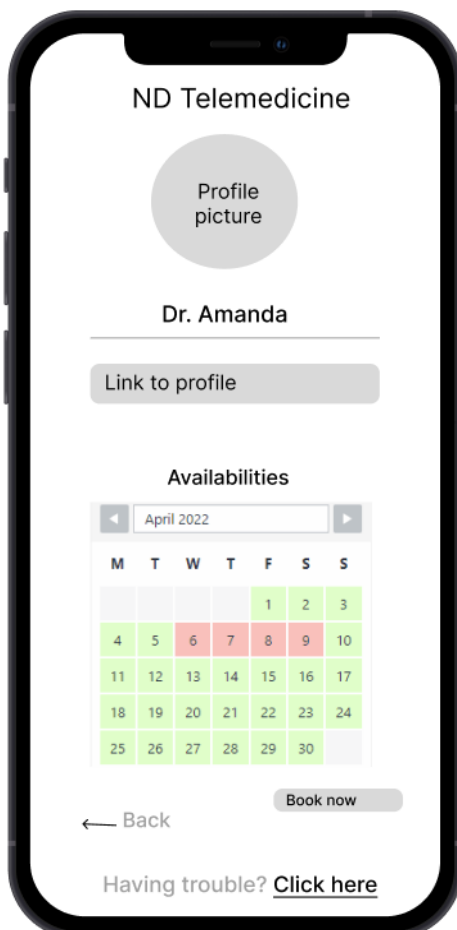 ND Telemedicine
Profile
picture
Dr. Amanda
Link to profile
Availabilities
April 2022
M T W T F S S
1 2 3
4 5 6 7 8 9 10
11 12 13 14 15 16 17
18 19 20 21 22 23 24
25 26 27 28 29 30
Book now
Back
Having trouble? Click here